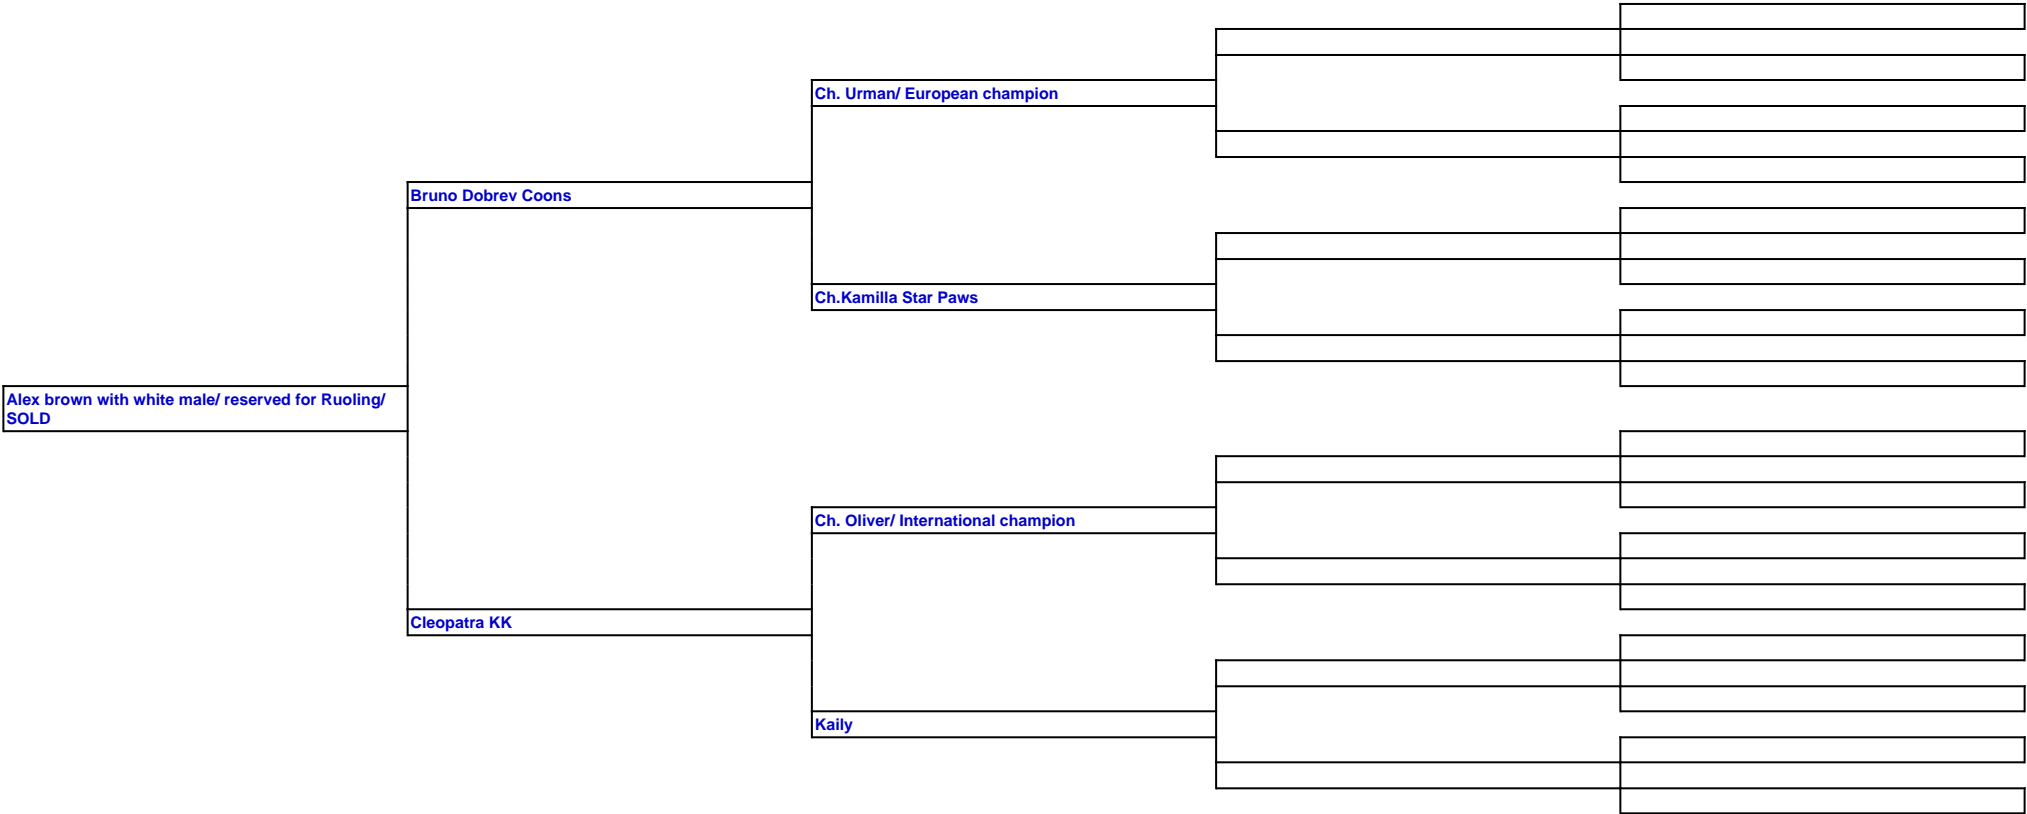 Ch. Urman/ European champion
Bruno Dobrev Coons
Ch.Kamilla Star Paws
Alex brown with white male/ reserved for Ruoling/
SOLD
Ch. Oliver/ International champion
Cleopatra KK
Kaily